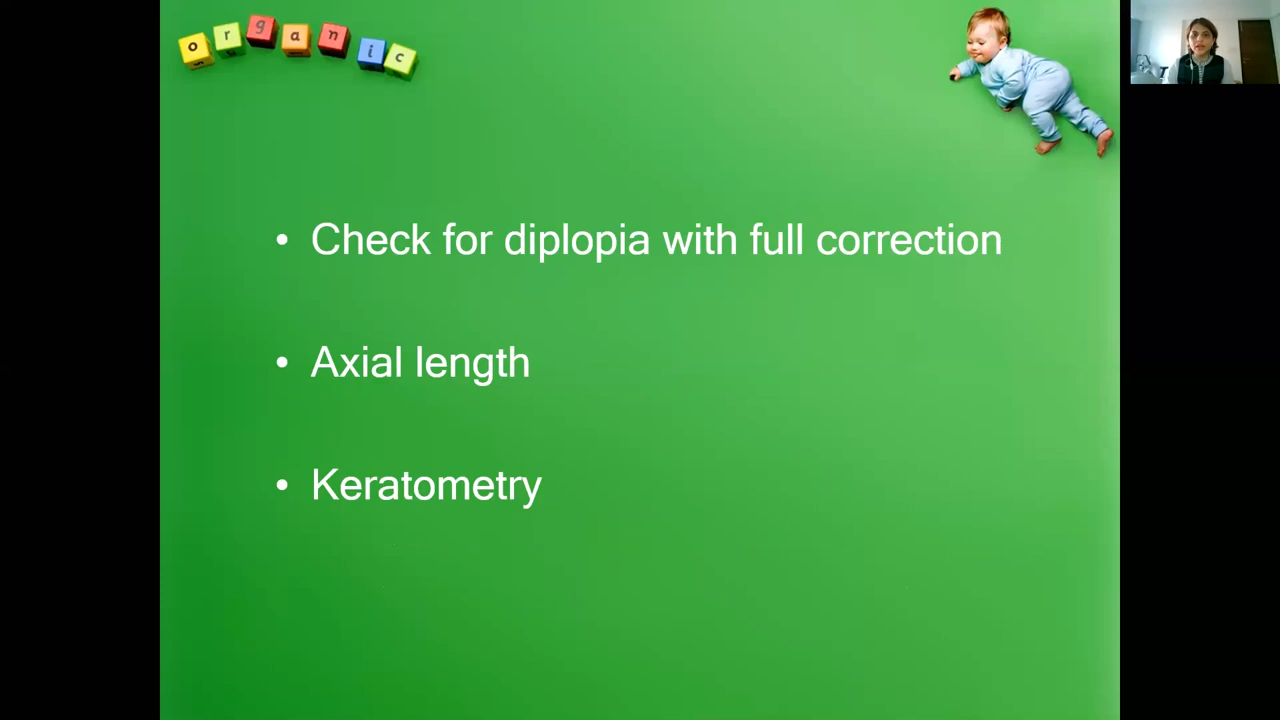 organic
• Check for diplopia with full correction
• Axial length
• Keratometry